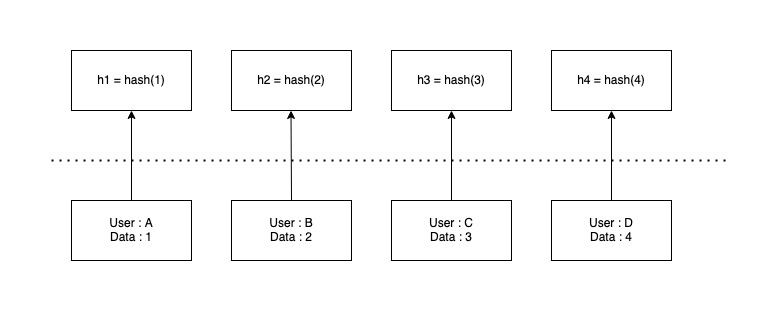 h1 = hash(1)
h2 = hash(2)
h3 = hash(3)
h4 = hash(4)
User : A
Data : 1
User : B
Data : 2
User : C
Data : 3
User : D
Data : 4